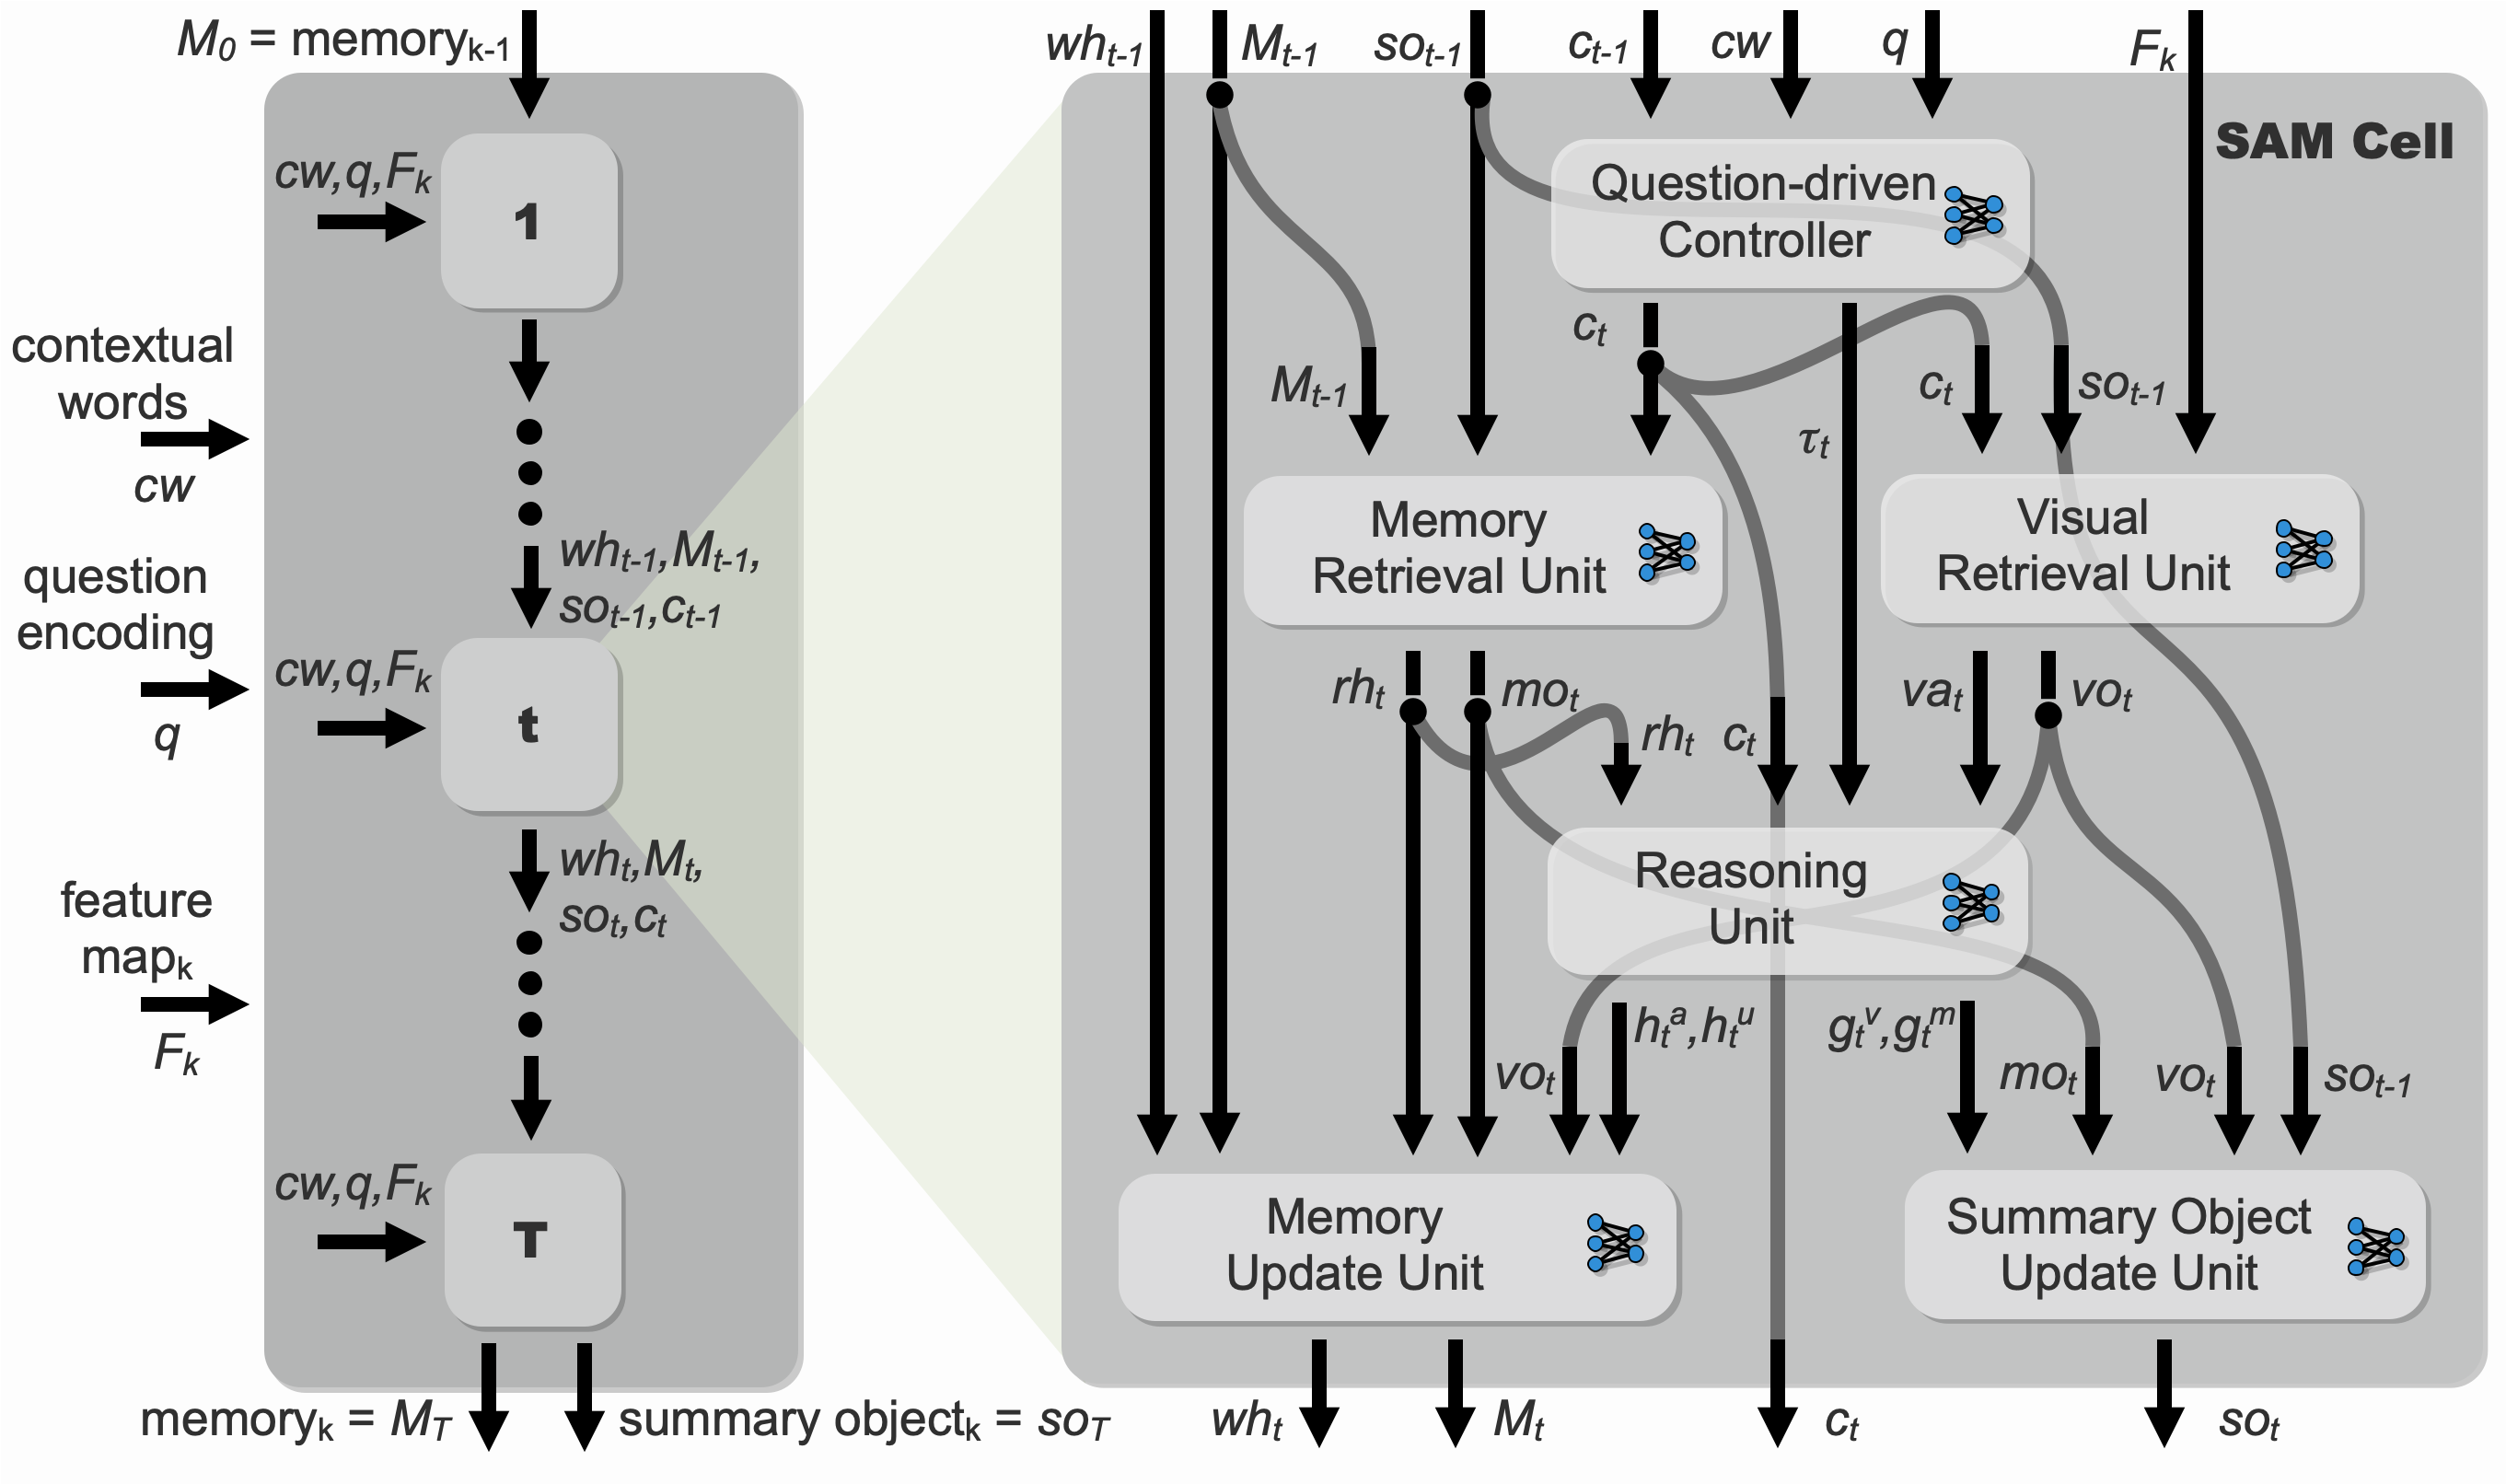 M0 = memoryk-1
cw,q,Fk
1
contextual
words
cw
wht-1,Mt-1,
sot-1,ct-1
question
encoding
q
cw,q,Fk
t
wht,Mt,
sot,ct
feature
mapk
Fk
cw,q,Fk
T
memoryk = MT
summary objectk = soT
wht-1
Mt-1
sot-1
ct-1
cw
q
Fk
SAM Cell
Question-driven
Controller
ct
Mt-1
τt
ct
sot-1
Memory
Retrieval Unit
Visual
Retrieval Unit
rht
mot
rht
ct
vat
vot
Reasoning
Unit
vot
hta,htu
gtv,gtm
mot
vot
sot-1
Memory
Update Unit
Summary Object
Update Unit
wht
Mt
ct
sot